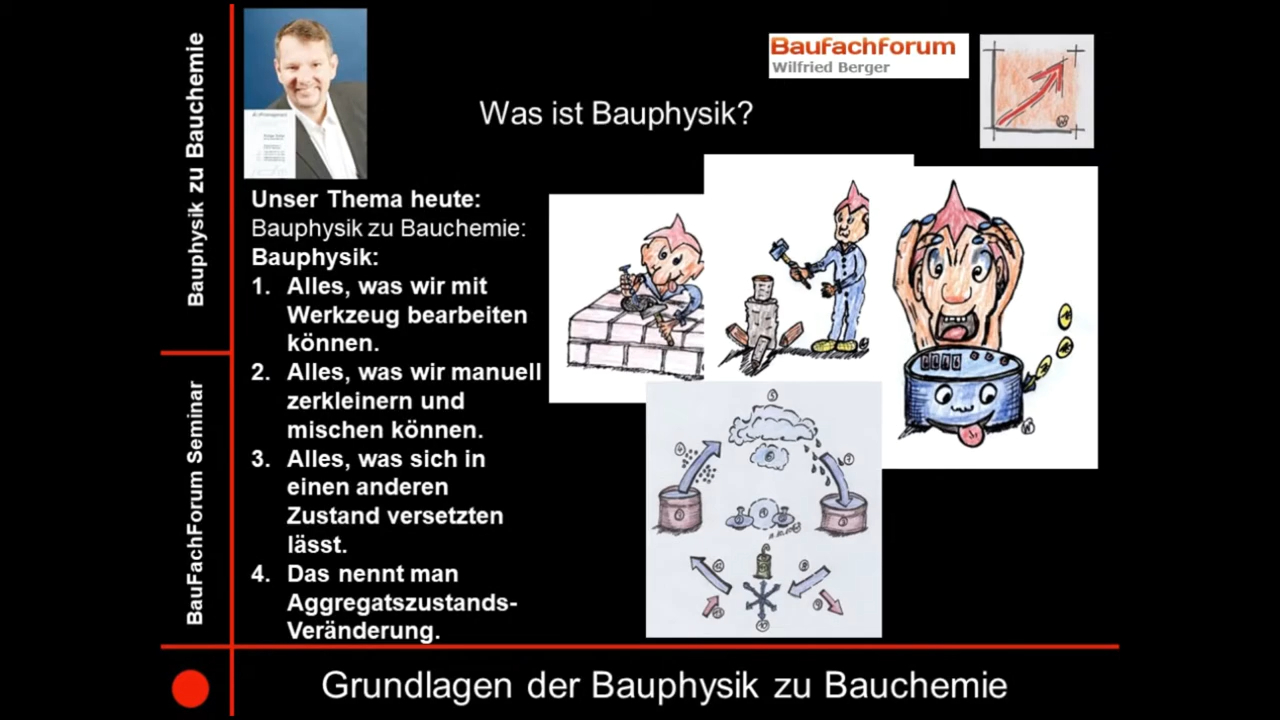 Bauphysik zu Bauchemie
BauFachForum Seminar
Baufachforum
Wilfried Berger
Was ist Bauphysik?
Unser Thema heute:
Bauphysik zu Bauchemie:
Bauphysik:
1. Alles, was wir mit
Werkzeug bearbeiten
können.
2. Alles, was wir manuell
zerkleinern und
mischen können.
3. Alles, was sich in
einen anderen
Zustand versetzten
lässt.
4. Das nennt man
Aggregatszustands-
Veränderung.
Grundlagen der Bauphysik zu Bauchemie